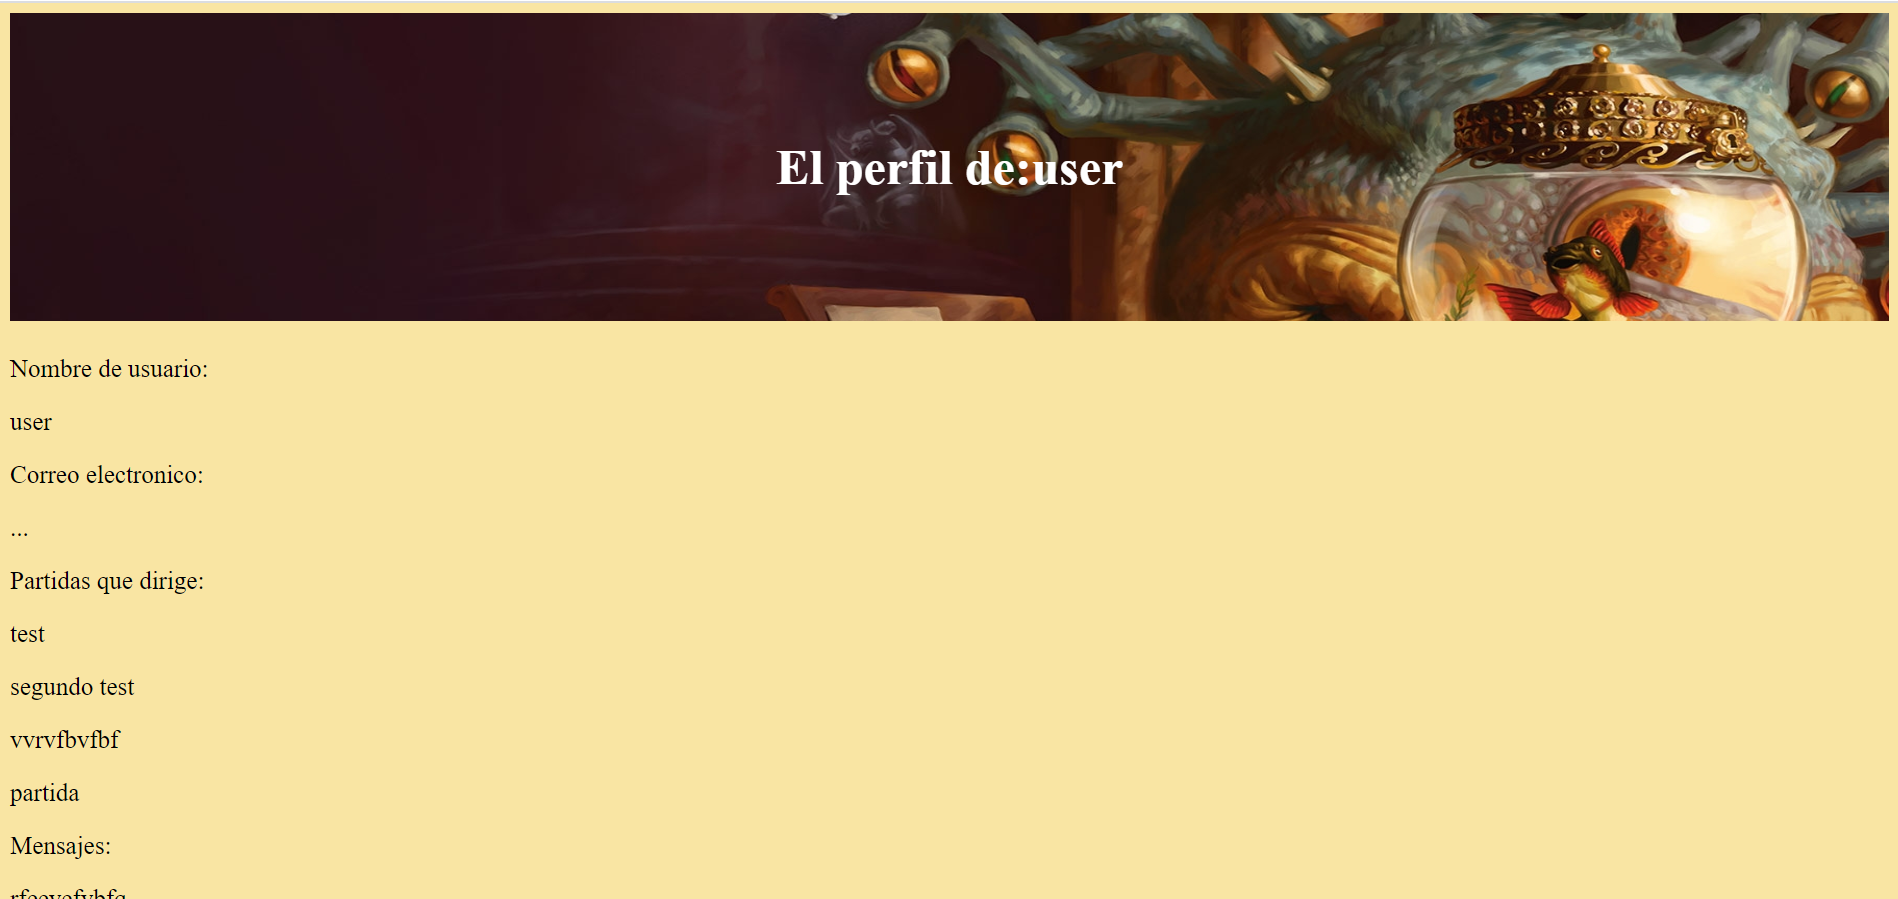 El perfil de:user
Nombre de usuario:
user
Correo electronico:
...
Partidas que dirige:
test
segundo test
vvrvfbvfbf
partida
Mensajes: